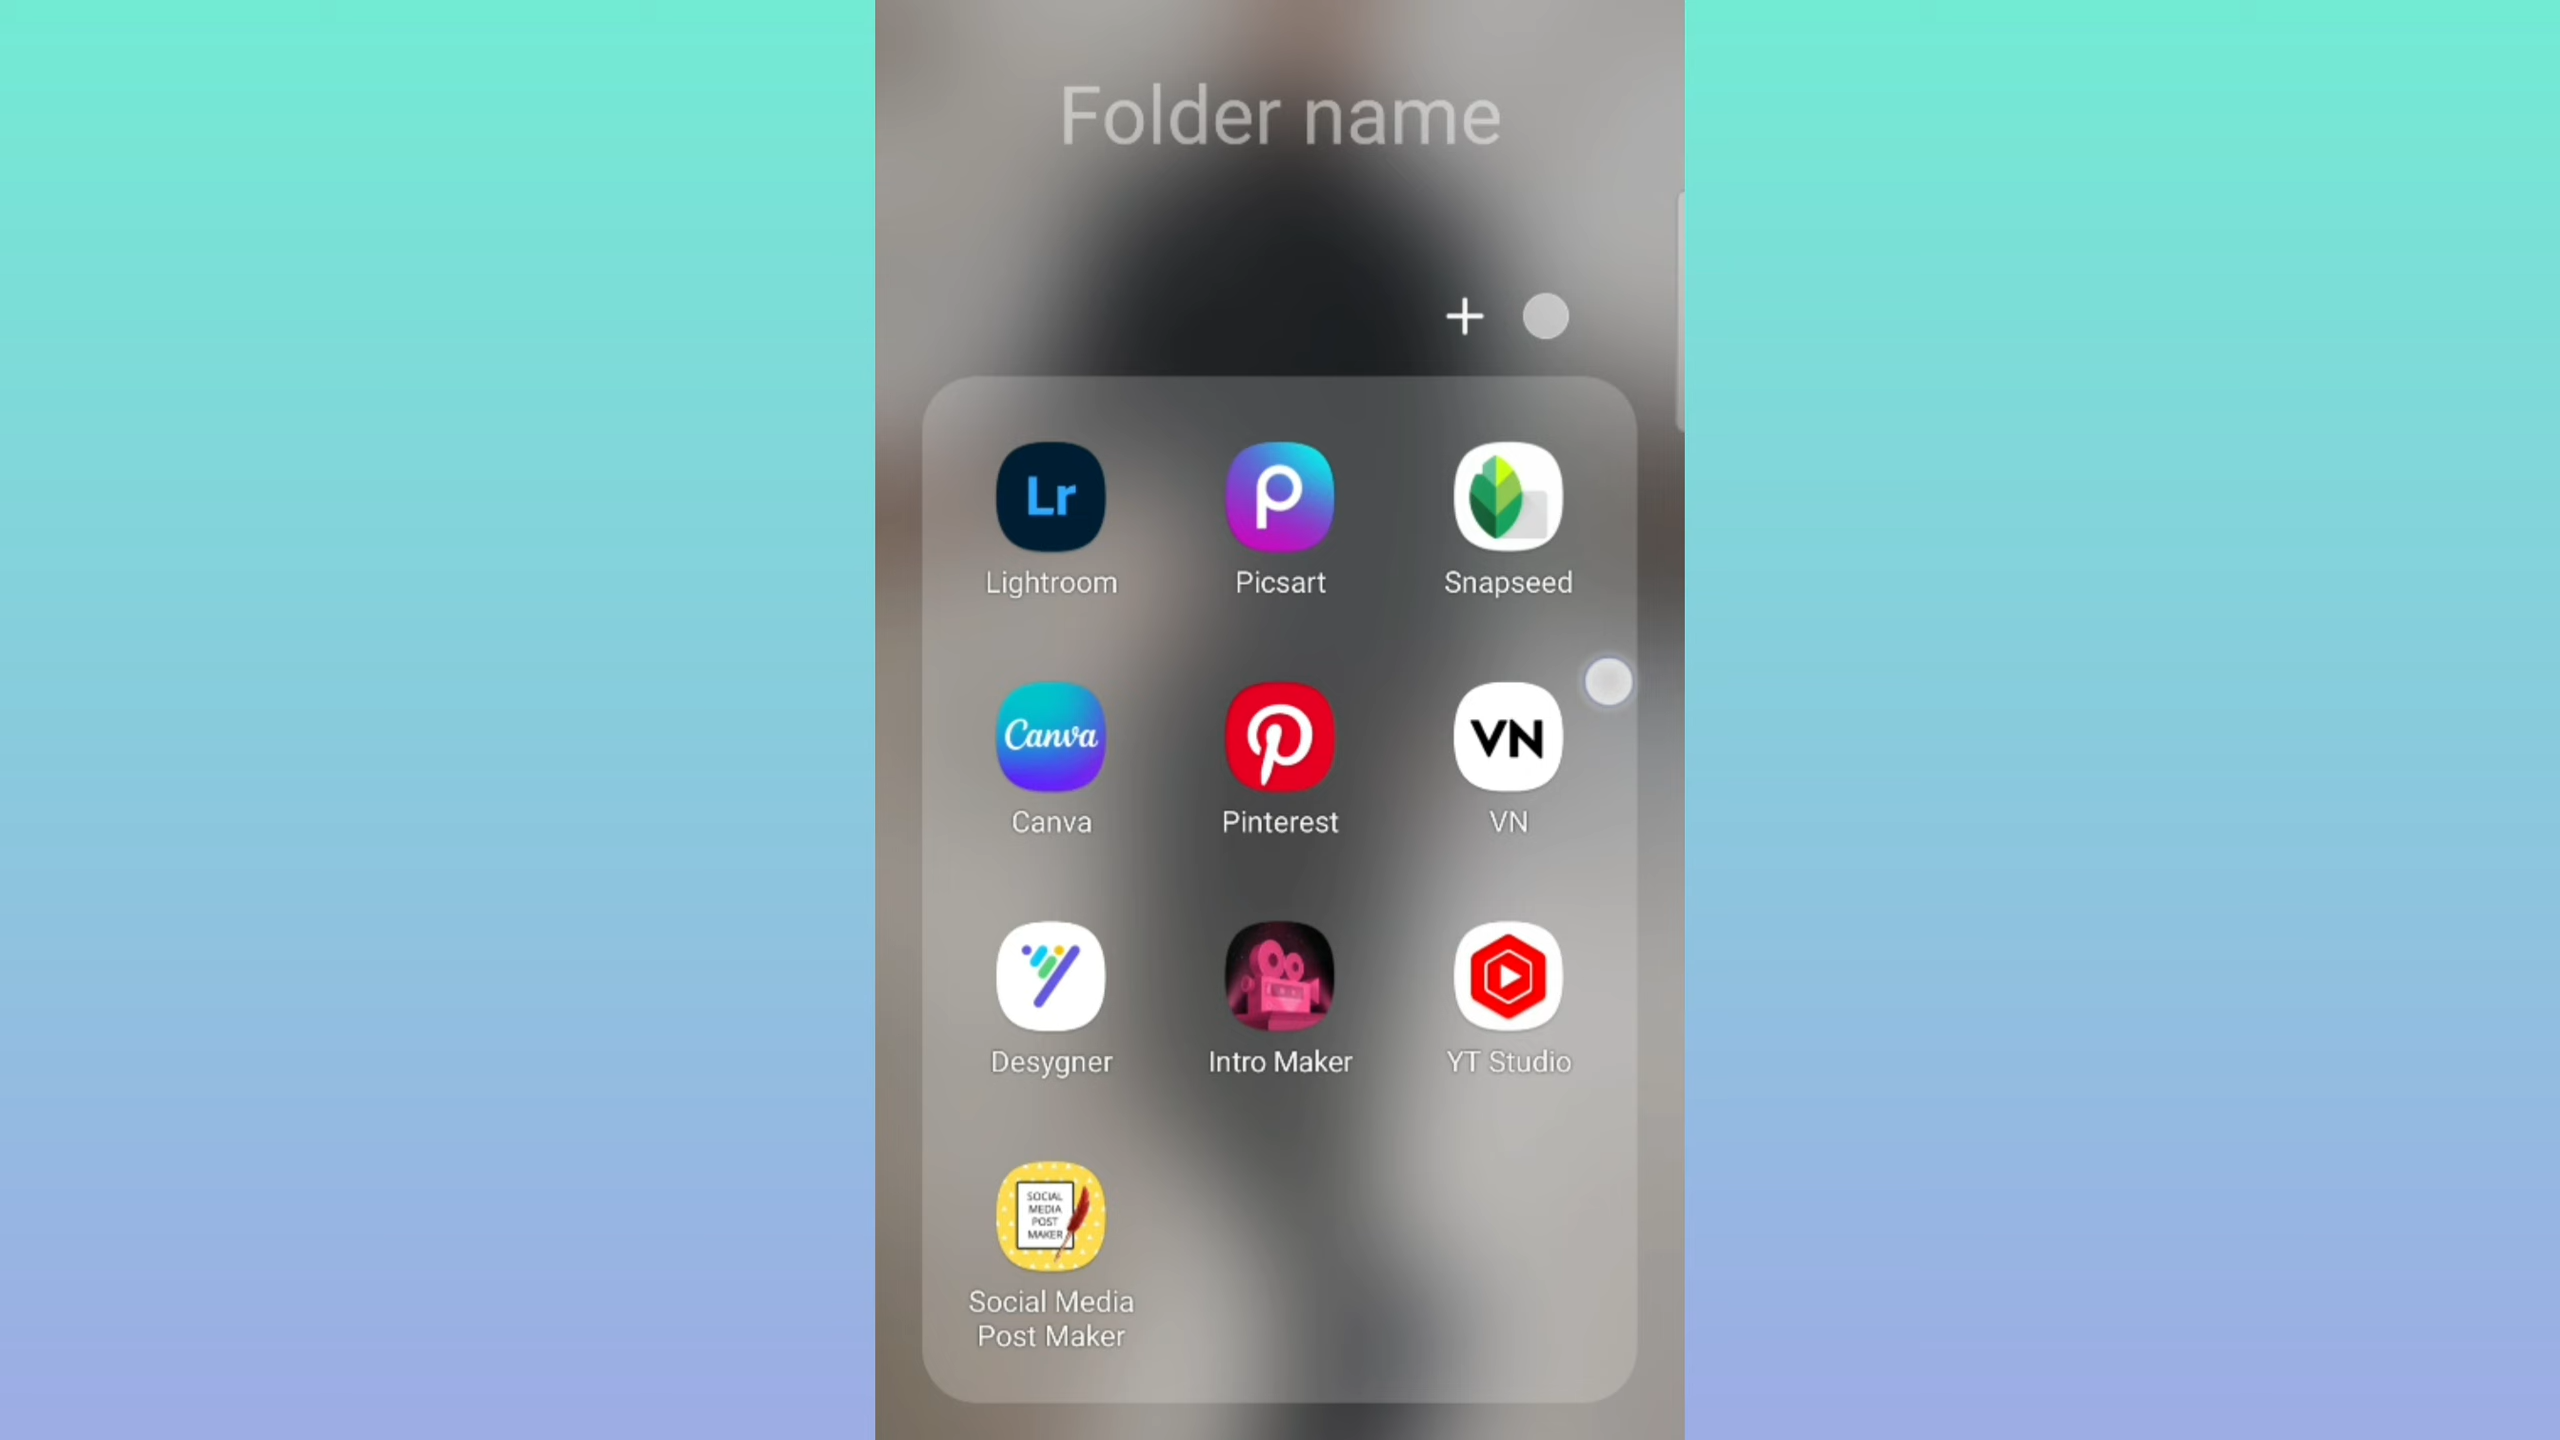 Folder name
Lr
Lightroom
Picsart
Snapseed
Canva
Canva
Pinterest
VN
VN
Desygner
Intro Maker
YT Studio
SOCIAL
MEDIA
POST
MAKER
Social Media
Post Maker